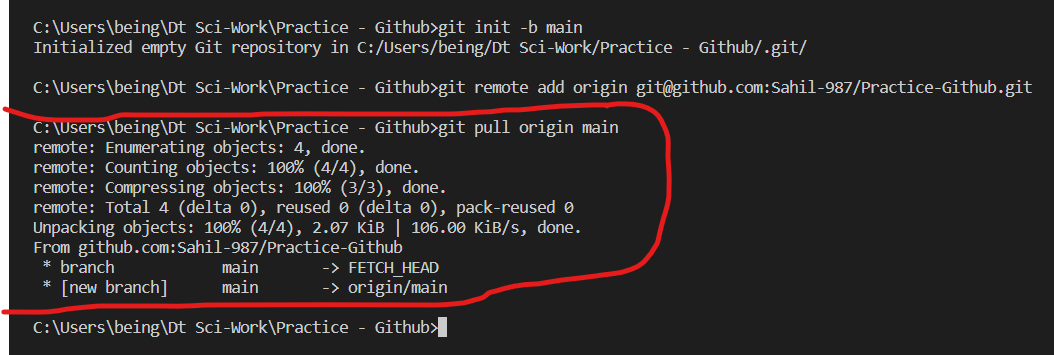 C:\Users\being\Dt Sci-Work\Practice - Github>git init -b main
Initialized empty Git repository in C:/Users/being/Dt Sci-Work/Practice - Github/.git/
C:\Users\being\Dt Sci-Work\Practice - Github>git remote add origin git@github.com:Sahil-987/Practice-Github.git
C:\Users\being\Dt Sci-Work\Practice - Github>git pull origin main
remote: Enumerating objects: 4, done.
remote: Counting objects: 100% (4/4), done.
remote: Compressing objects: 100% (3/3), done.
remote: Total 4 (delta 0), reused 0 (delta 0), pack-reused 0
Unpacking objects: 100% (4/4), 2.07 KiB | 106.00 KiB/s, done.
From github.com:Sahil-987/Practice-Github
 * branch            main       -> FETCH_HEAD
 * [new branch]      main       -> origin/main
C:\Users\being\Dt Sci-Work\Practice - Github>